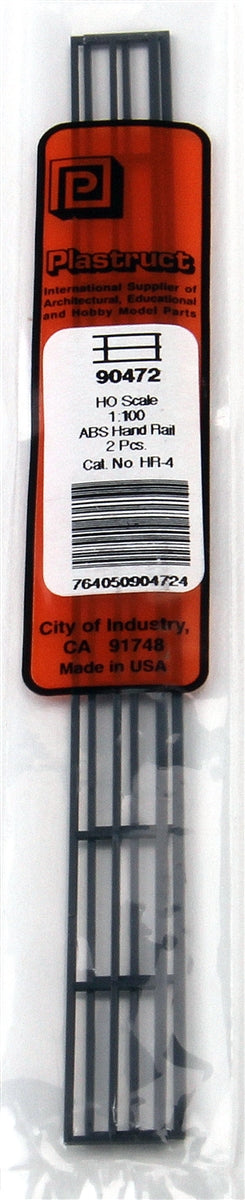 P
Plastruct
International Supplier of
Architectural, Educational
and Hobby Model Parts
90472
HO Scale
1:100
ABS Hand Rail
2 Pcs.
Cat. No HR-4
764050904724
City of Industry,
CA 91748
Made in USA